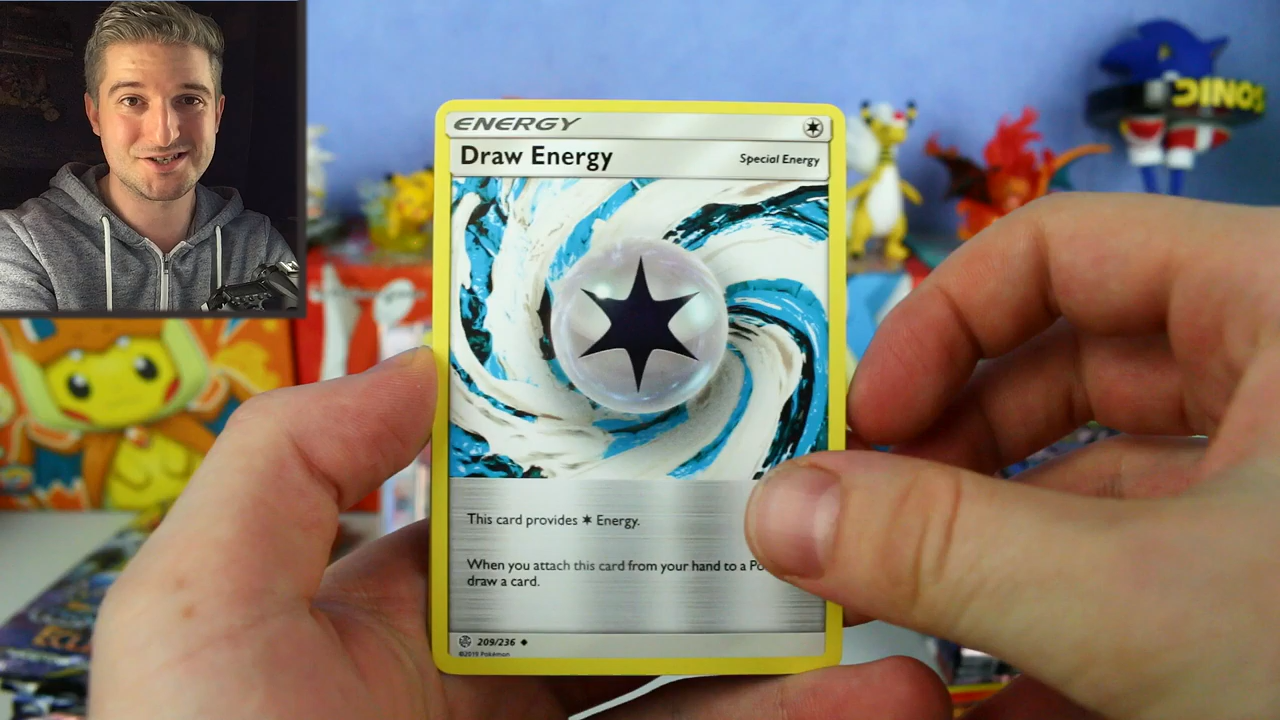 ENERGY
Draw Energy
Special Energy
DINOS
This card provides Energy.
When you attach this card from your hand to a
draw a card.
209/236
©2019 Pokémon